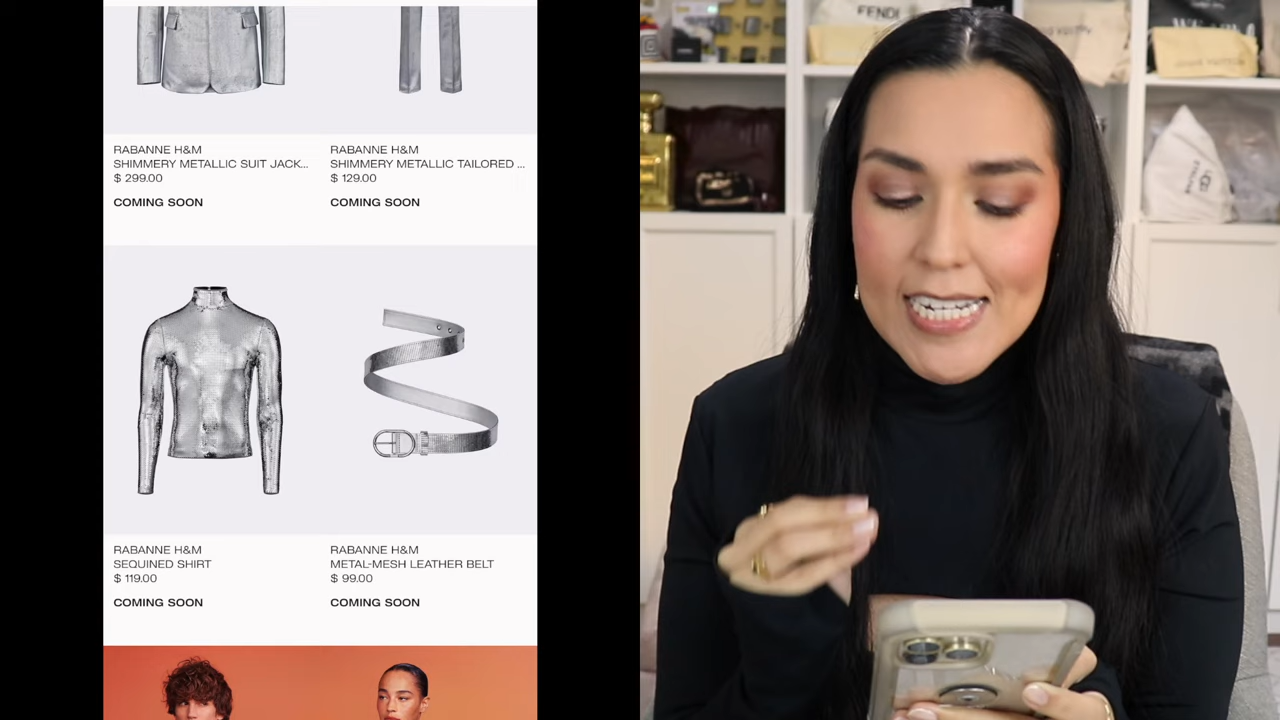 RABANNE H&M
SHIMMERY METALLIC SUIT JACK...
$ 299.00
COMING SOON
RABANNE H&M
SHIMMERY METALLIC TAILORED ...
$ 129.00
COMING SOON
RABANNE H&M
SEQUINED SHIRT
$ 119.00
COMING SOON
RABANNE H&M
METAL-MESH LEATHER BELT
$ 99.00
COMING SOON
FENDI